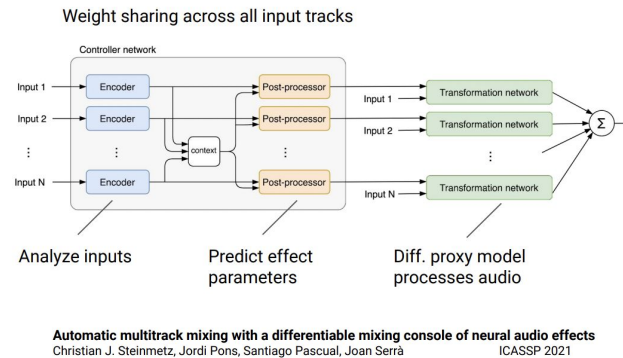 Weight sharing across all input tracks
Controller network
Input 1
Encoder
Post-processor
Input 1
Transformation network
Input 2
Encoder
Post-processor
Input 2
Transformation network
Σ
⋮
⋮
context
⋮
⋮
Input N
Encoder
Post-processor
Input N
Transformation network
Analyze inputs
Predict effect
parameters
Diff. proxy model
processes audio
Automatic multitrack mixing with a differentiable mixing console of neural audio effects
Christian J. Steinmetz, Jordi Pons, Santiago Pascual, Joan Serrà
ICASSP 2021